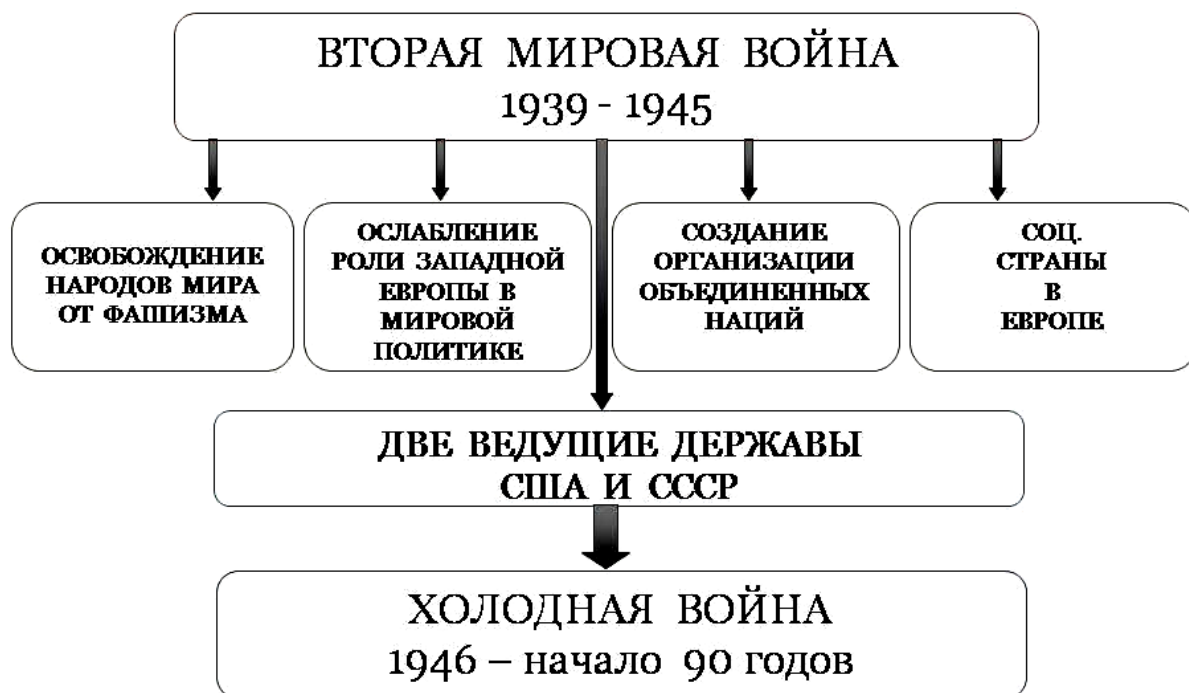 ВТОРАЯ МИРОВАЯ ВОЙНА
1939 - 1945
ОСВОБОЖДЕНИЕ
НАРОДОВ МИРА
ОТ ФАШИЗМА
ОСЛАБЛЕНИЕ
РОЛИ ЗАПАДНОЙ
ЕВРОПЫ В
МИРОВОЙ
ПОЛИТИКЕ
СОЗДАНИЕ
ОРГАНИЗАЦИИ
ОБЪЕДИНЕННЫХ
НАЦИЙ
СОЦ.
СТРАНЫ
В
ЕВРОПЕ
ДВЕ ВЕДУЩИЕ ДЕРЖАВЫ
США И СССР
ХОЛОДНАЯ ВОЙНА
1946 – начало 90 годов